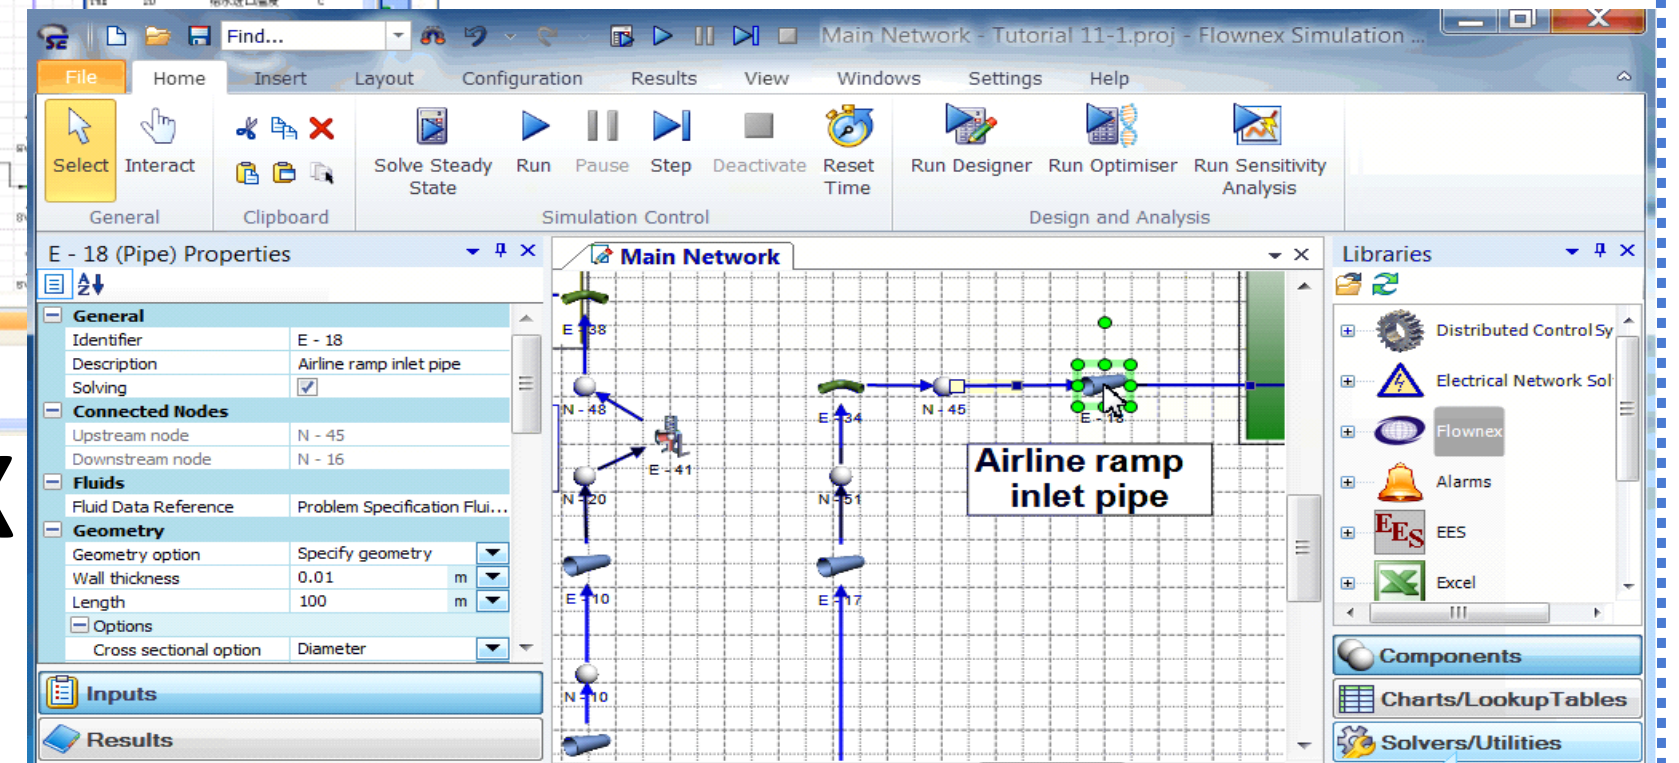 Find...
Main Network - Tutorial 11-1.proj - Flownex Simulation ...
File Home Insert Layout Configuration Results View Windows Settings Help
Select Interact
Solve Steady State Run Pause Step Deactivate Reset Time
Run Designer Run Optimiser Run Sensitivity Analysis
General Clipboard Simulation Control Design and Analysis
E - 18 (Pipe) Properties
General
Identifier E - 18
Description Airline ramp inlet pipe
Solving
Connected Nodes
Upstream node N - 45
Downstream node N - 16
Fluids
Fluid Data Reference Problem Specification Flui...
Geometry
Geometry option Specify geometry
Wall thickness 0.01 m
Length 100 m
Options
Cross sectional option Diameter
Inputs
Results
Main Network
E - 38
N - 48
E - 41
N - 20
E - 10
N - 10
E - 34
N - 45
E - 18
N - 51
E - 17
Airline ramp
inlet pipe
Libraries
Distributed Control Sy
Electrical Network Sol
Flownex
Alarms
EES
EES
Excel
Components
Charts/LookupTables
Solvers/Utilities